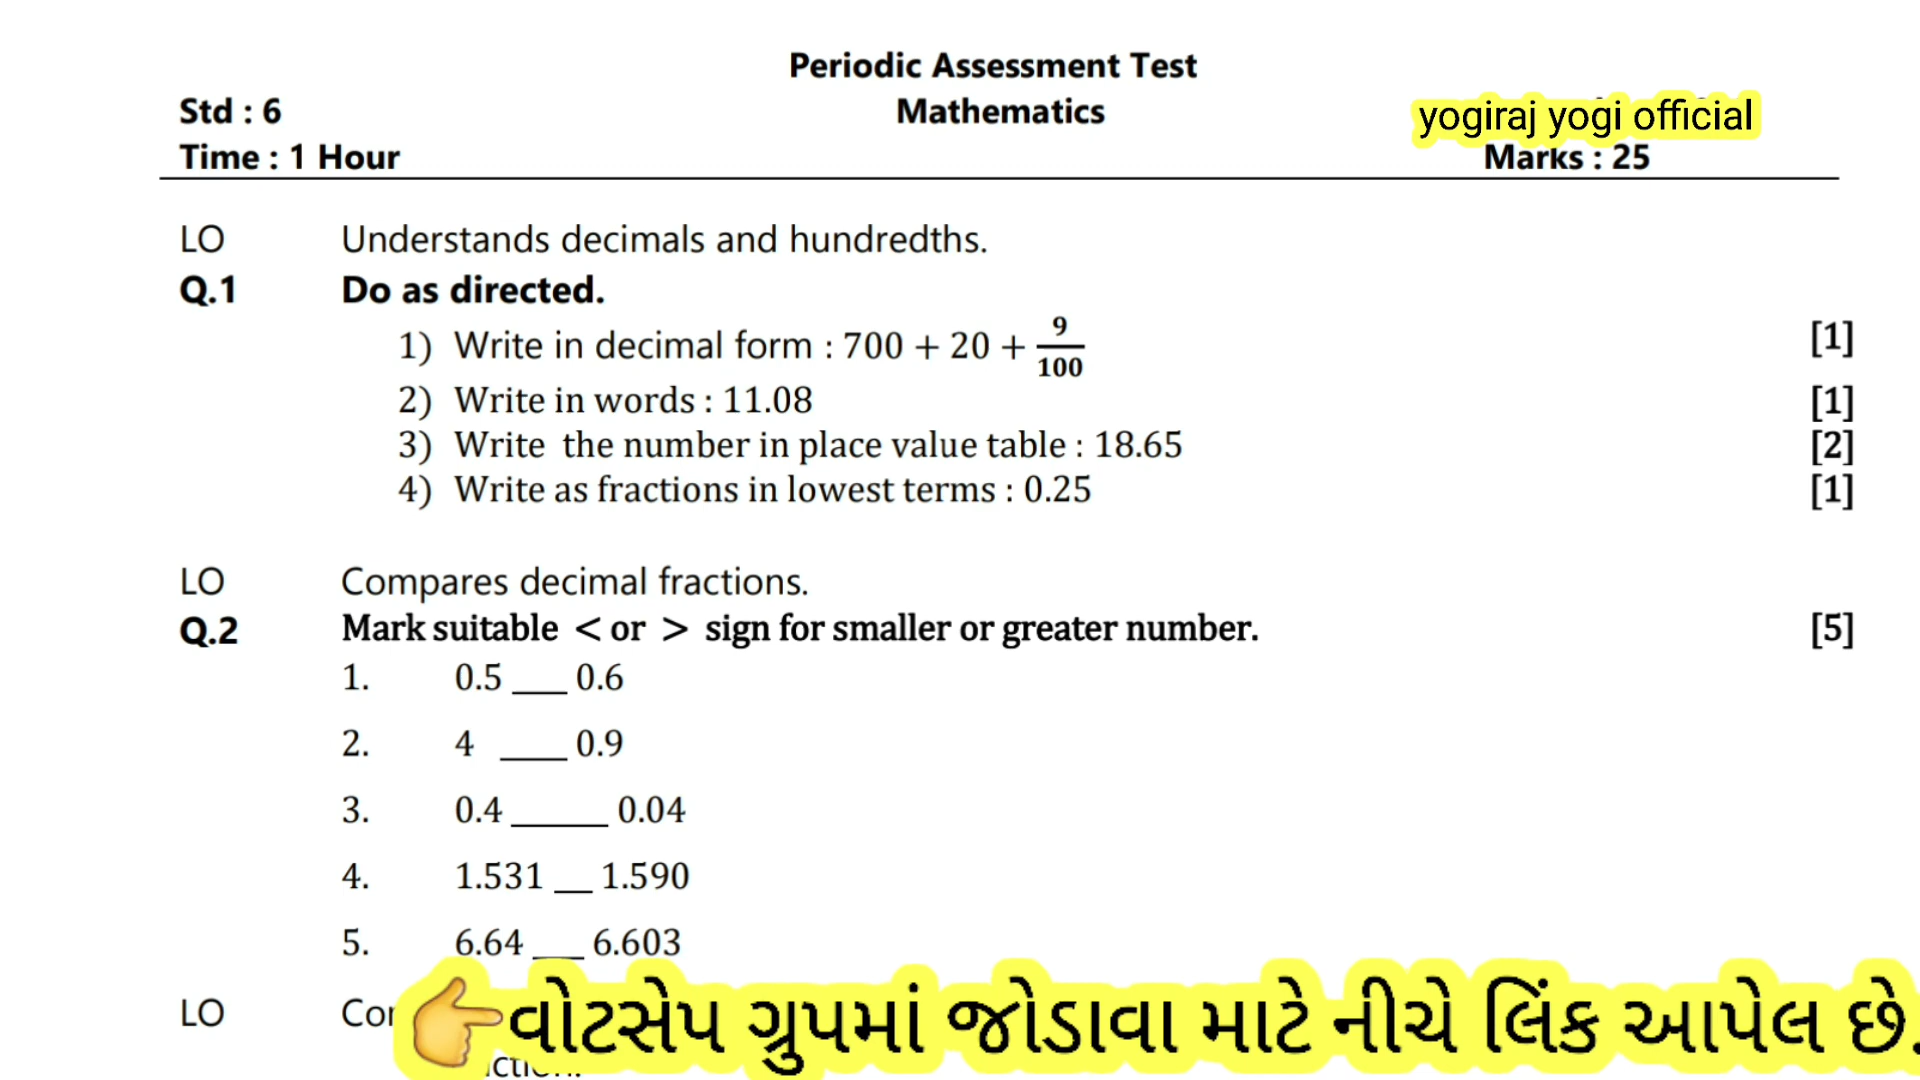 Periodic Assessment Test
Std : 6 Mathematics yogiraj yogi official
Time : 1 Hour Marks : 25
LO Understands decimals and hundredths.
Q.1 Do as directed.
1) Write in decimal form : 700 + 20 + 9/100 [1]
2) Write in words : 11.08 [1]
3) Write the number in place value table : 18.65 [2]
4) Write as fractions in lowest terms : 0.25 [1]
LO Compares decimal fractions.
Q.2 Mark suitable < or > sign for smaller or greater number. [5]
1. 0.5 ___ 0.6
2. 4 ____ 0.9
3. 0.4 _____ 0.04
4. 1.531 __ 1.590
5. 6.64 ___ 6.603
LO
👉વોટસેપ ગ્રુપમાં જોડાવા માટે નીચે લિંક આપેલ છે.